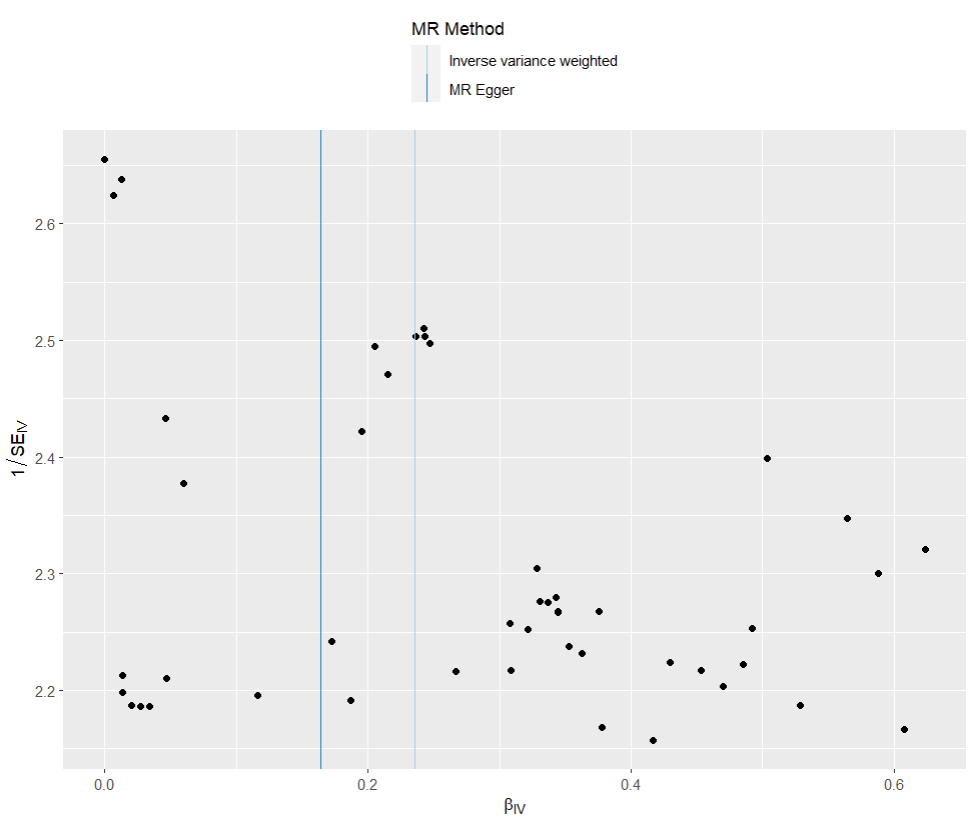 MR Method
Inverse variance weighted
MR Egger
2.6
2.5
2.4
2.3
2.2
1/SEIV
0.0 0.2 0.4 0.6
βIV